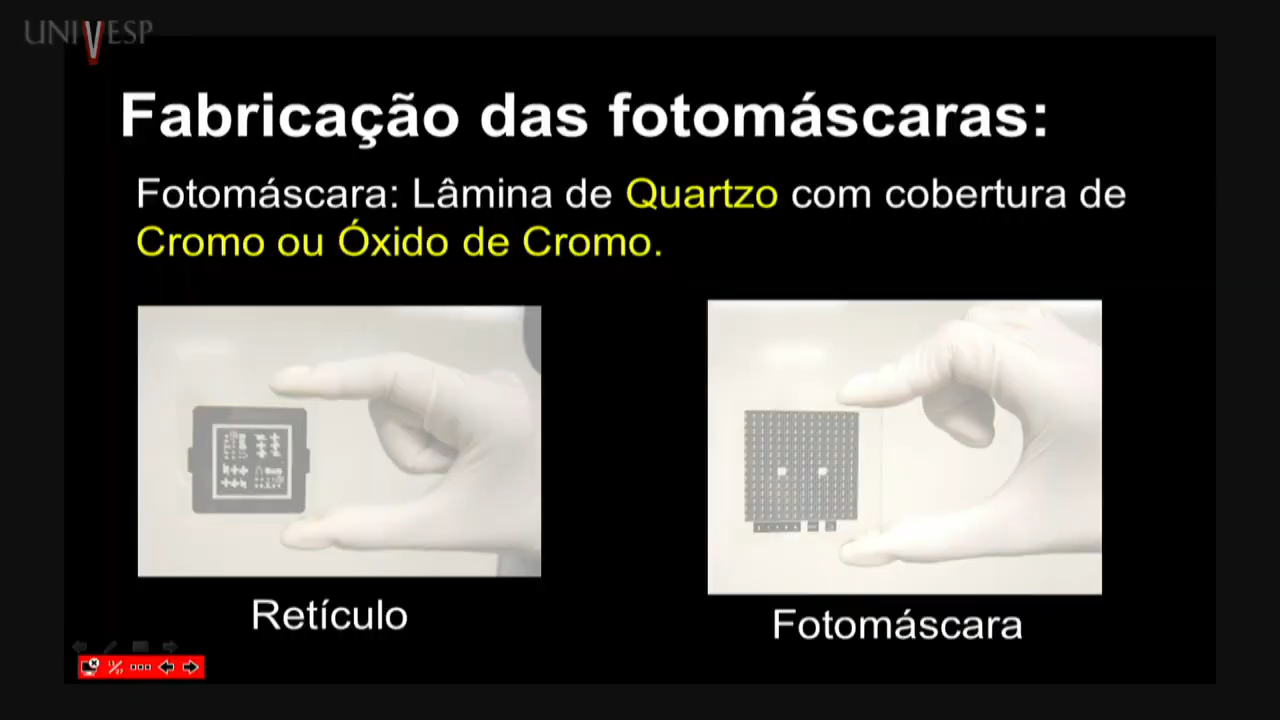 UNIVESP
Fabricação das fotomáscaras:
Fotomáscara: Lâmina de Quartzo com cobertura de
Cromo ou Óxido de Cromo.
Retículo
Fotomáscara